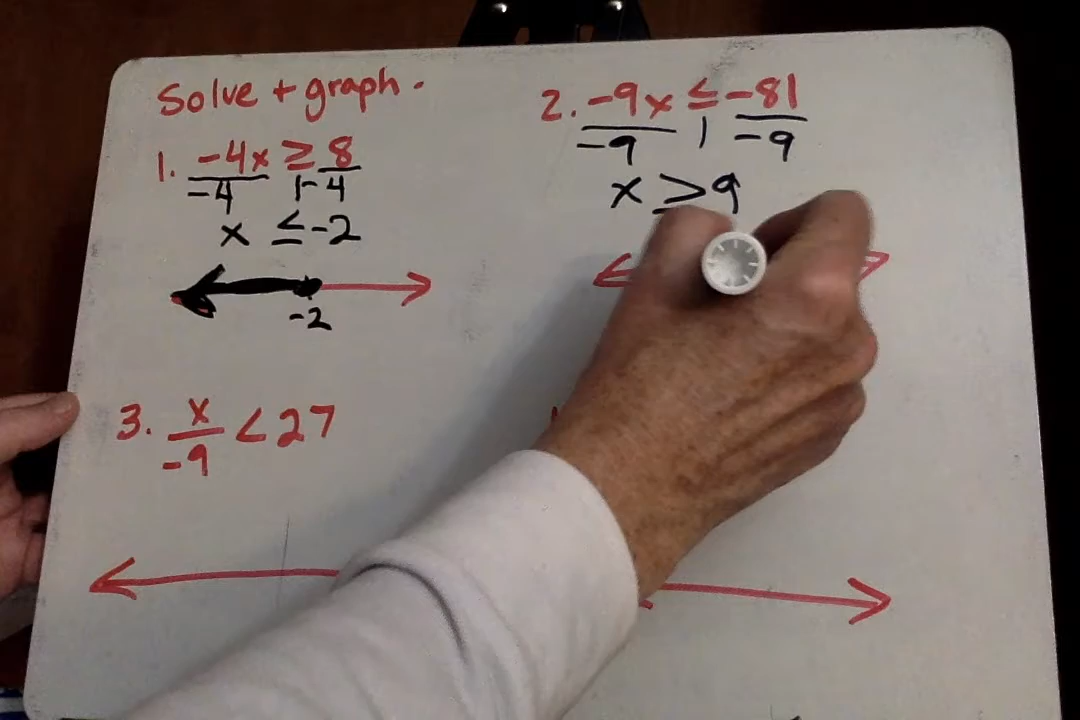 Solve + graph.
1. -4x ≥ 8
-4 | -4
x ≤ -2
-2
2. -9x ≤ -81
-9 | -9
x ≥ 9
3. x/-9 < 27